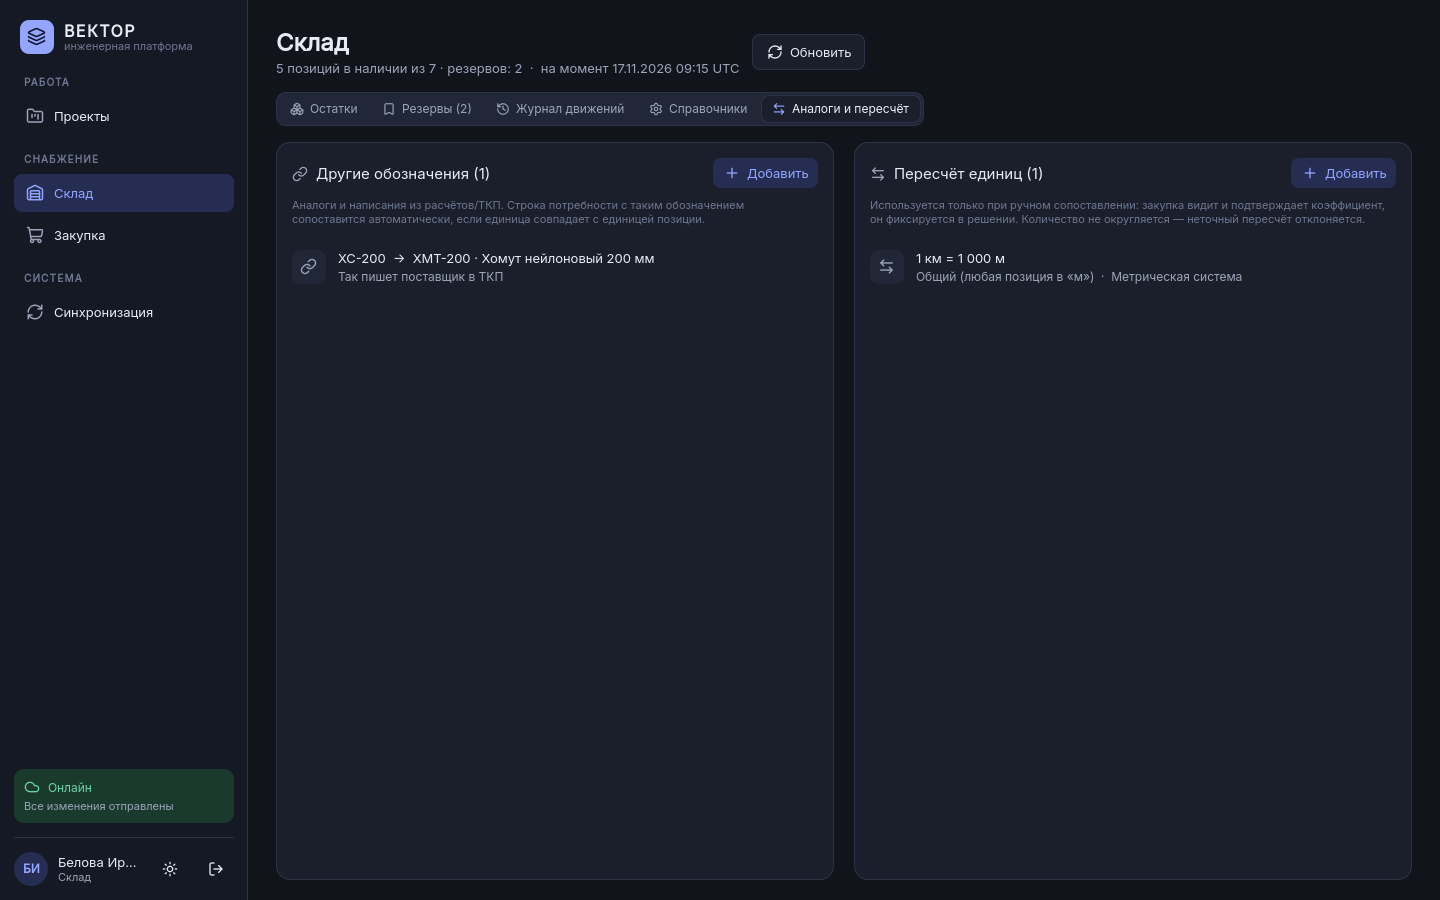 ВЕКТОР
инженерная платформа
РАБОТА
Проекты
СНАБЖЕНИЕ
Склад
Закупка
СИСТЕМА
Синхронизация
Онлайн
Все изменения отправлены
БИ
Белова Ир...
Склад
Склад
5 позиций в наличии из 7 · резервов: 2 · на момент 17.11.2026 09:15 UTC
Обновить
Остатки
Резервы (2)
Журнал движений
Справочники
Аналоги и пересчёт
Другие обозначения (1)
Добавить
Аналоги и написания из расчётов/ТКП. Строка потребности с таким обозначением
сопоставится автоматически, если единица совпадает с единицей позиции.
ХС-200 → ХМТ-200 · Хомут нейлоновый 200 мм
Так пишет поставщик в ТКП
Пересчёт единиц (1)
Добавить
Используется только при ручном сопоставлении: закупка видит и подтверждает коэффициент,
он фиксируется в решении. Количество не округляется — неточный пересчёт отклоняется.
1 км = 1 000 м
Общий (любая позиция в «м») · Метрическая система